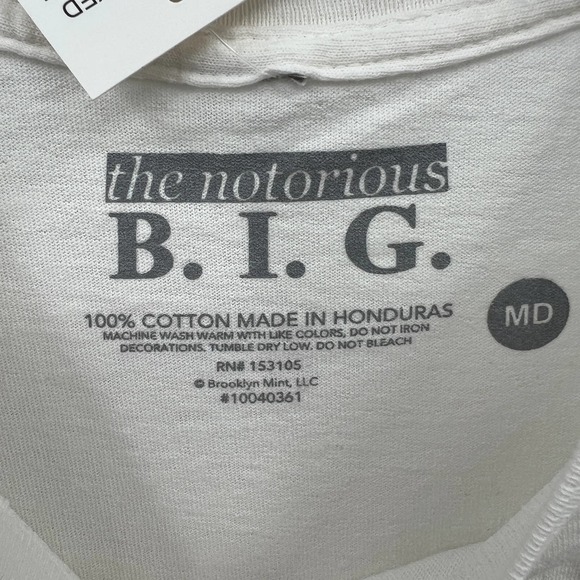 ED
the notorious
B. I. G.
100% COTTON MADE IN HONDURAS
MACHINE WASH WARM WITH LIKE COLORS, DO NOT IRON
DECORATIONS. TUMBLE DRY LOW. DO NOT BLEACH
RN# 153105
© Brooklyn Mint, LLC
#10040361
MD